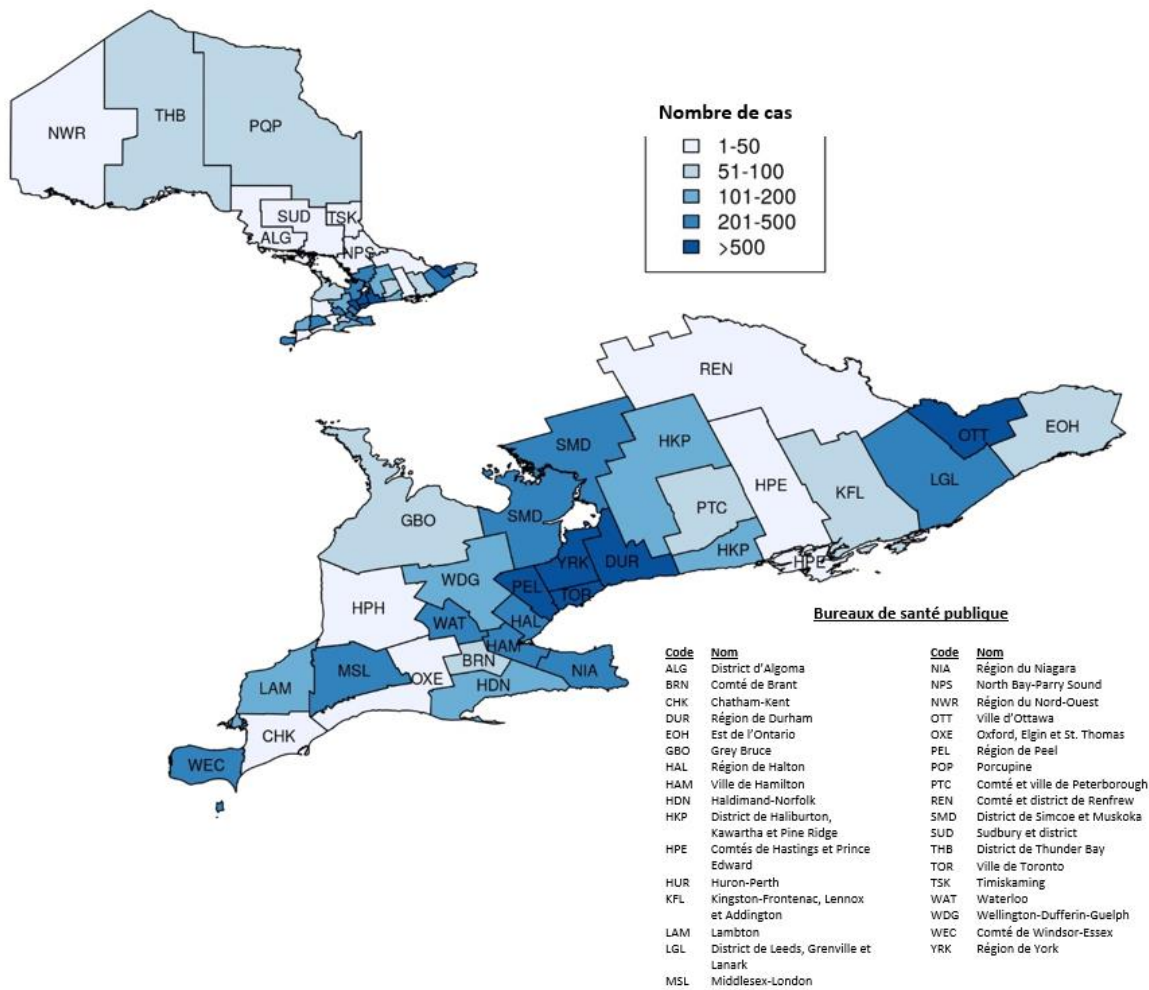 NWR
THB
PQP
SUD
TSK
ALG
NPS
Nombre de cas
1-50
51-100
101-200
201-500
>500
REN
SMD
HKP
OTT
EOH
HPE
KFL
LGL
PTC
GBO
SMD
HKP
HPE
YRK
DUR
WDG
PEL
TOR
HPH
WAT
HAL
HAM
BRN
NIA
MSL
OXE
HDN
LAM
CHK
WEC
Bureaux de santé publique
Code Nom
ALG District d'Algoma
BRN Comté de Brant
CHK Chatham-Kent
DUR Région de Durham
EOH Est de l'Ontario
GBO Grey Bruce
HAL Région de Halton
HAM Ville de Hamilton
HDN Haldimand-Norfolk
HKP District de Haliburton,
Kawartha et Pine Ridge
HPE Comtés de Hastings et Prince
Edward
HUR Huron-Perth
KFL Kingston-Frontenac, Lennox
et Addington
LAM Lambton
LGL District de Leeds, Grenville et
Lanark
MSL Middlesex-London
Code Nom
NIA Région du Niagara
NPS North Bay-Parry Sound
NWR Région du Nord-Ouest
OTT Ville d'Ottawa
OXE Oxford, Elgin et St. Thomas
PEL Région de Peel
POP Porcupine
PTC Comté et ville de Peterborough
REN Comté et district de Renfrew
SMD District de Simcoe et Muskoka
SUD Sudbury et district
THB District de Thunder Bay
TOR Ville de Toronto
TSK Timiskaming
WAT Waterloo
WDG Wellington-Dufferin-Guelph
WEC Comté de Windsor-Essex
YRK Région de York